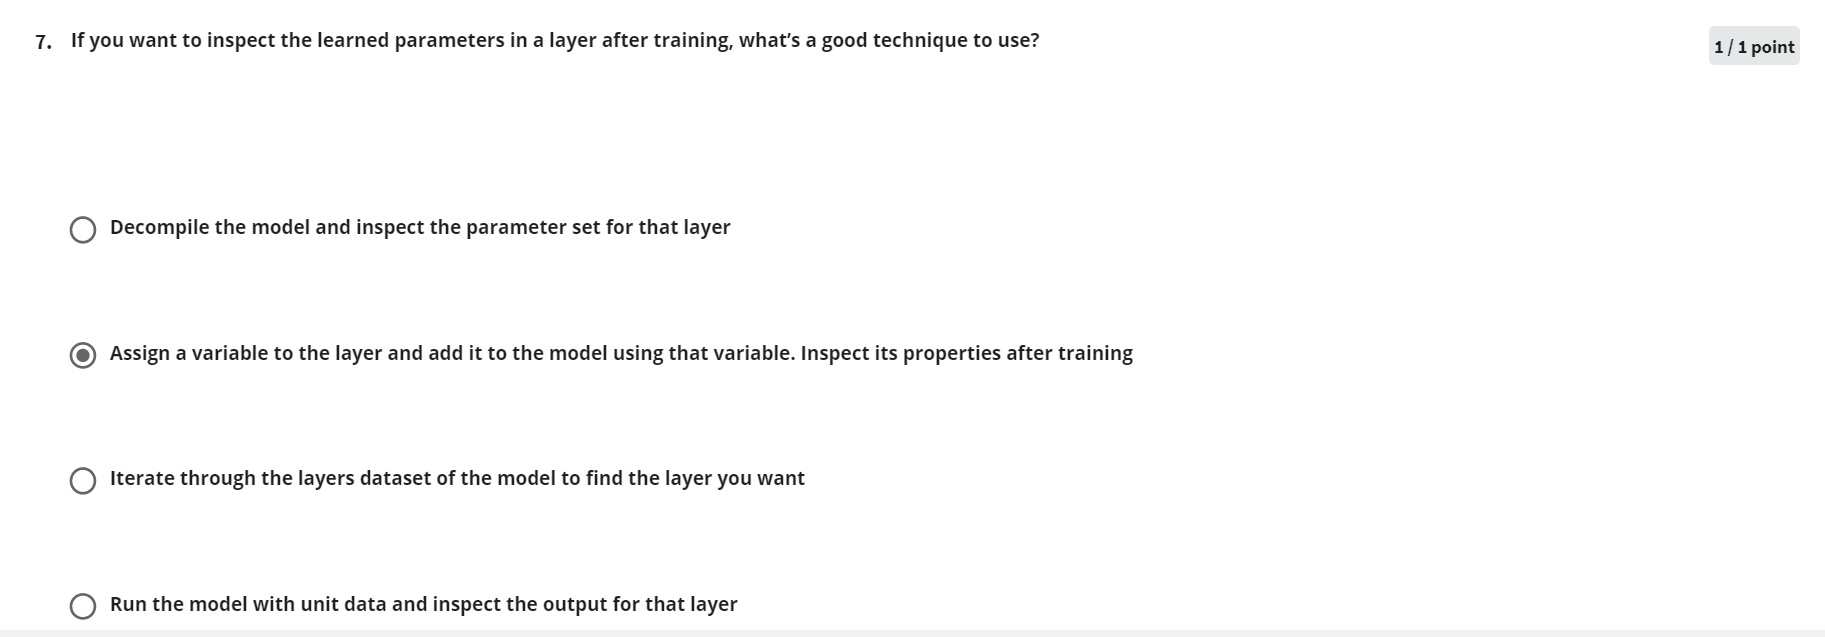 7. If you want to inspect the learned parameters in a layer after training, what’s a good technique to use?
1 / 1 point
Decompile the model and inspect the parameter set for that layer
Assign a variable to the layer and add it to the model using that variable. Inspect its properties after training
Iterate through the layers dataset of the model to find the layer you want
Run the model with unit data and inspect the output for that layer